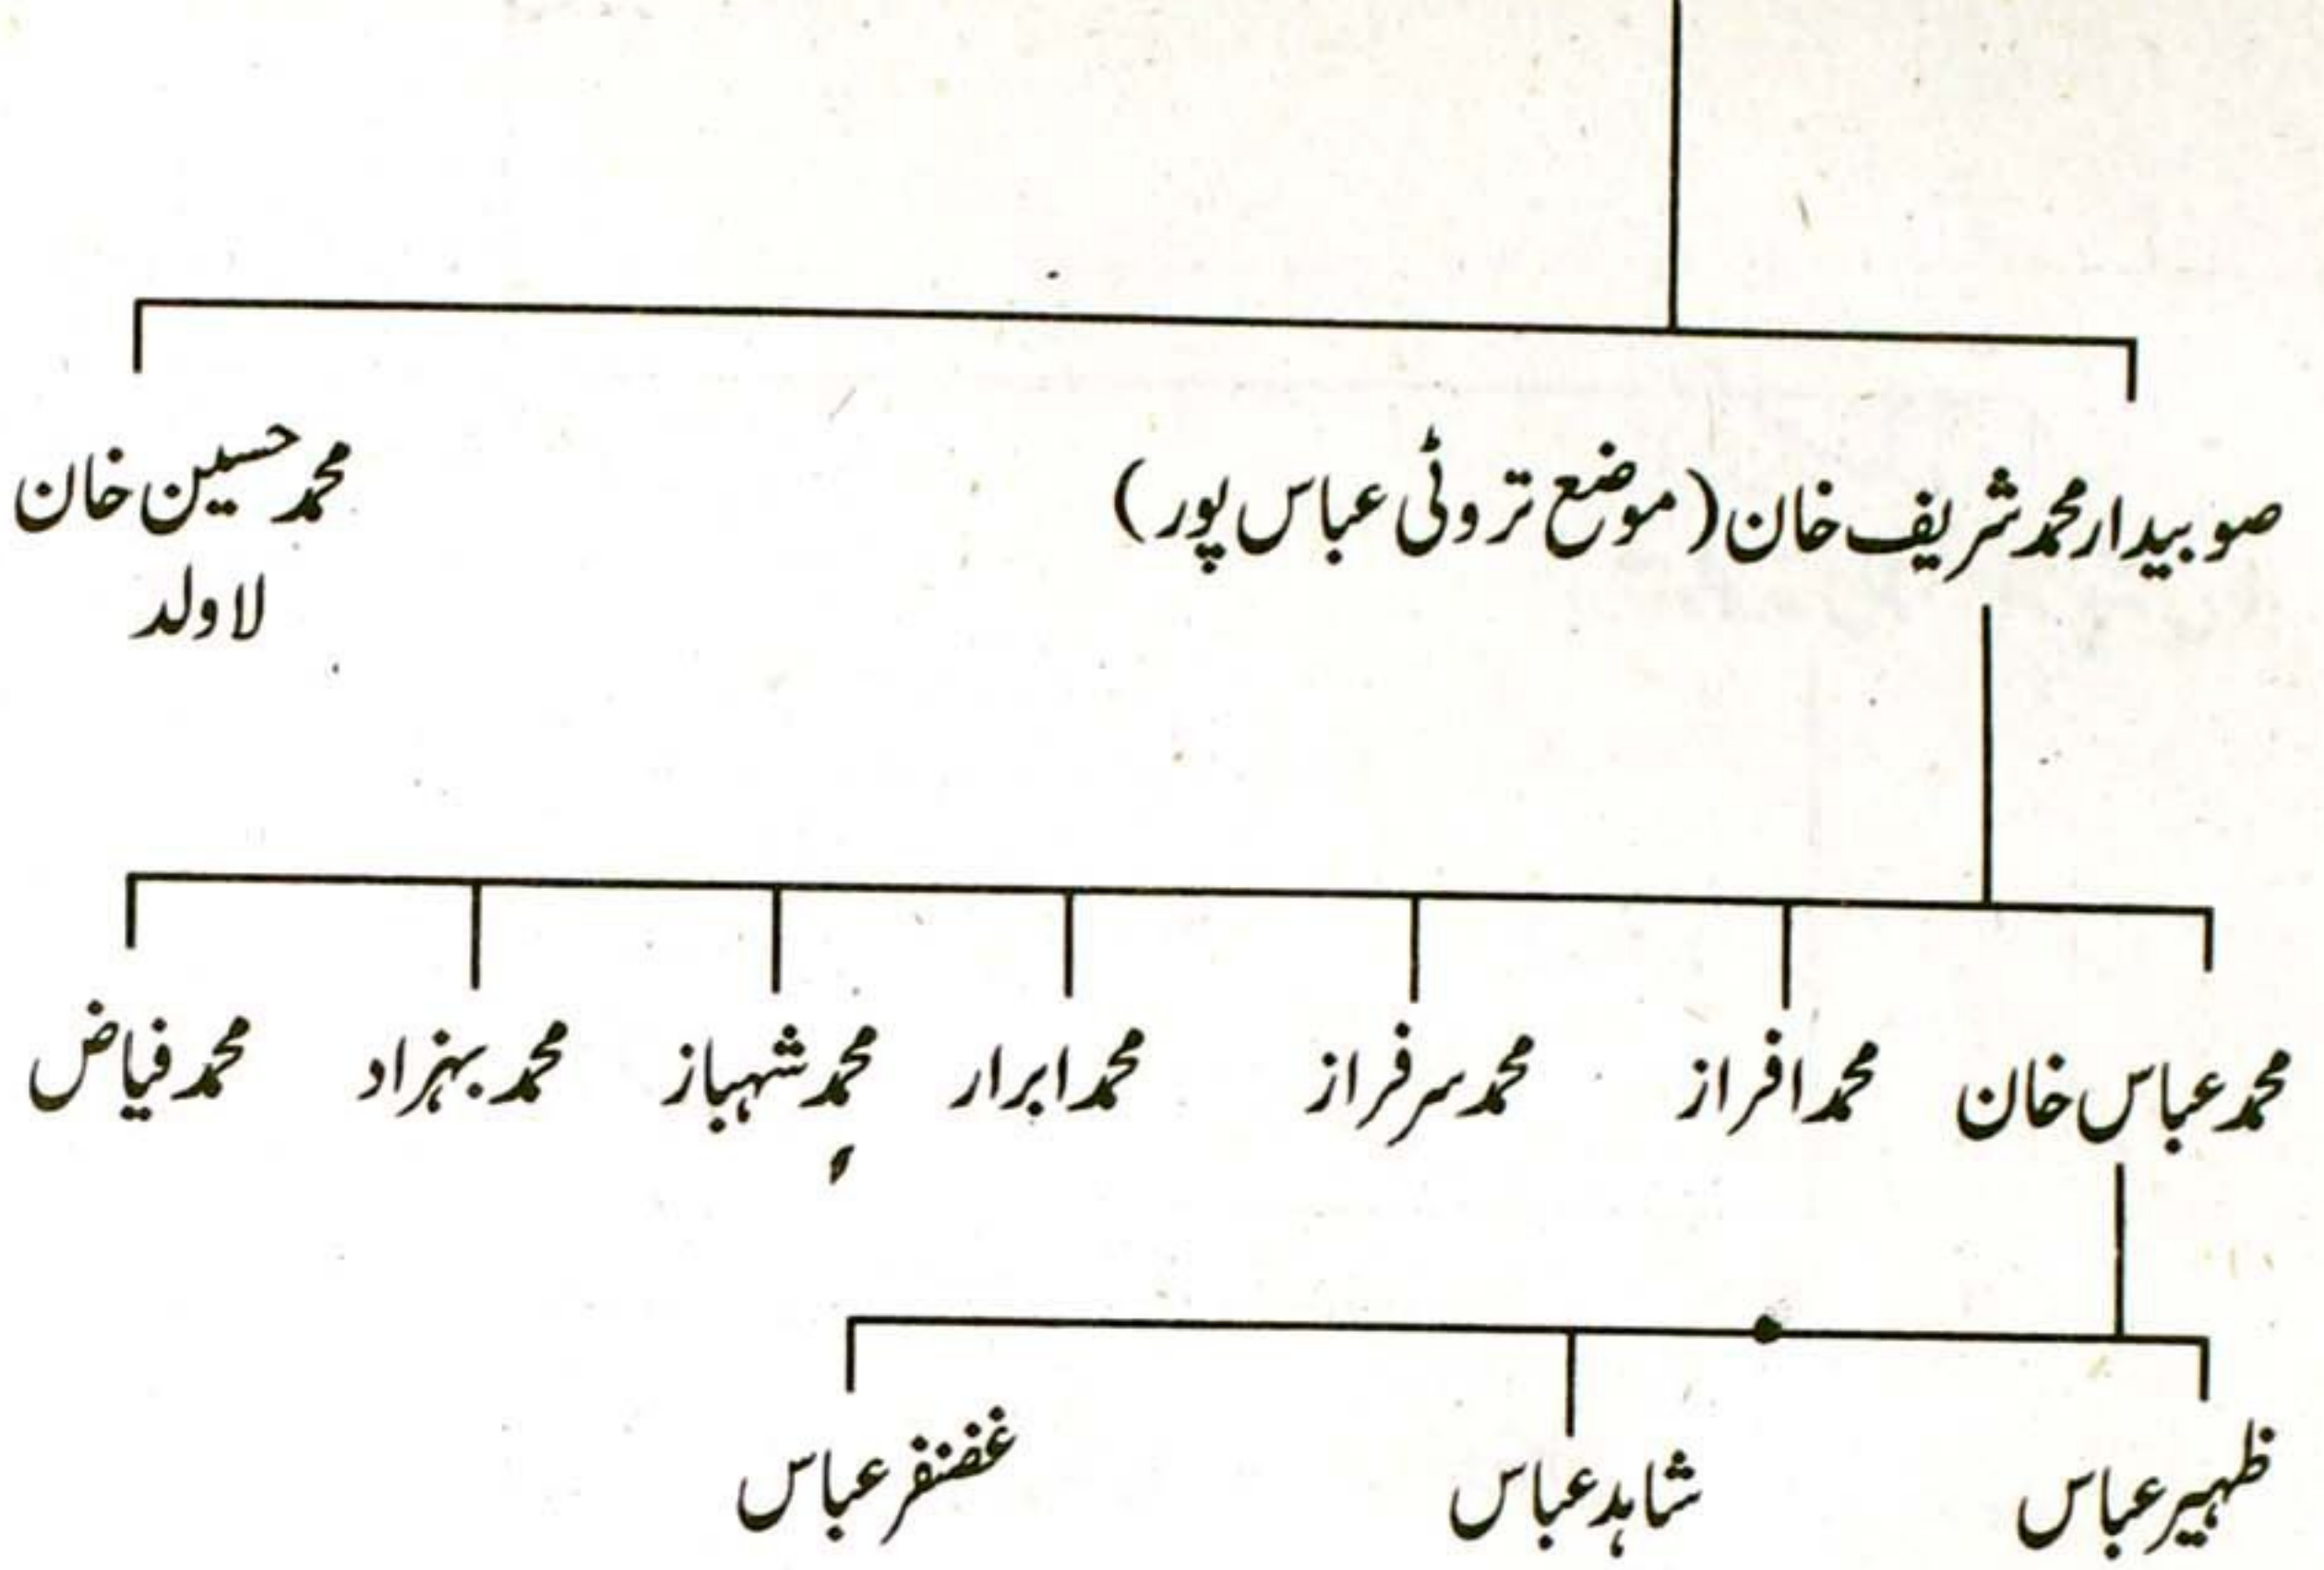 صوبیدار محمد شریف خان (موضع تروٹی عباس پور)
محمد حسین خان
لاولد
محمد عباس خان
محمد افراز
محمد سرفراز
محمد ابرار
محمد شہباز
محمد بہزاد
محمد فیاض
ظہیر عباس
شاہد عباس
غضنفر عباس